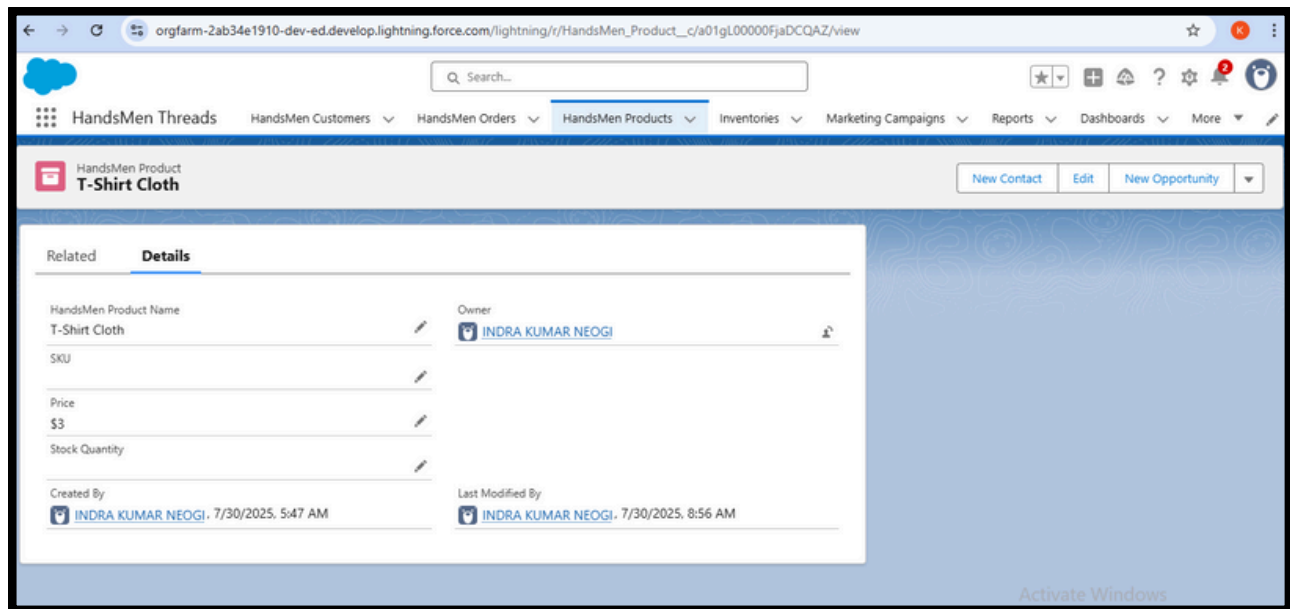 orgfarm-2ab34e1910-dev-ed.develop.lightning.force.com/lightning/r/HandsMen_Product__c/a01gL00000FjaDCQAZ/view
K
Search...
2
HandsMen Threads HandsMen Customers HandsMen Orders HandsMen Products Inventories Marketing Campaigns Reports Dashboards More
HandsMen Product
T-Shirt Cloth
New Contact Edit New Opportunity
Related Details
HandsMen Product Name
T-Shirt Cloth
Owner
INDRA KUMAR NEOGI
SKU
Price
$3
Stock Quantity
Created By
INDRA KUMAR NEOGI, 7/30/2025, 5:47 AM
Last Modified By
INDRA KUMAR NEOGI, 7/30/2025, 8:56 AM
Activate Windows